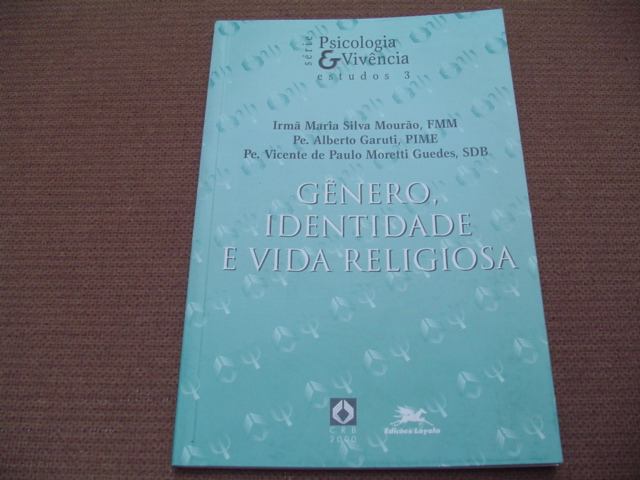 série Psicologia
& Vivência
estudos 3
Irmã Maria Silva Mourão, FMM
Pe. Alberto Garuti, PIME
Pe. Vicente de Paulo Moretti Guedes, SDB
GÊNERO,
IDENTIDADE
E VIDA RELIGIOSA
CRB
2000
Edições Loyola